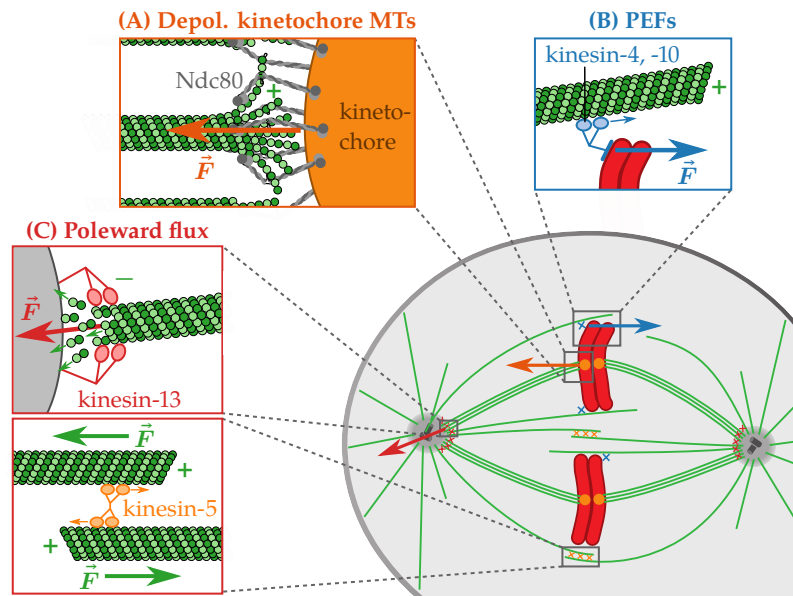 (A) Depol. kinetochore MTs
Ndc80
+
kineto-
chore
F⃗
(B) PEFs
kinesin-4, -10
+
F⃗
(C) Poleward flux
−
F⃗
kinesin-13
F⃗
+
kinesin-5
+
F⃗